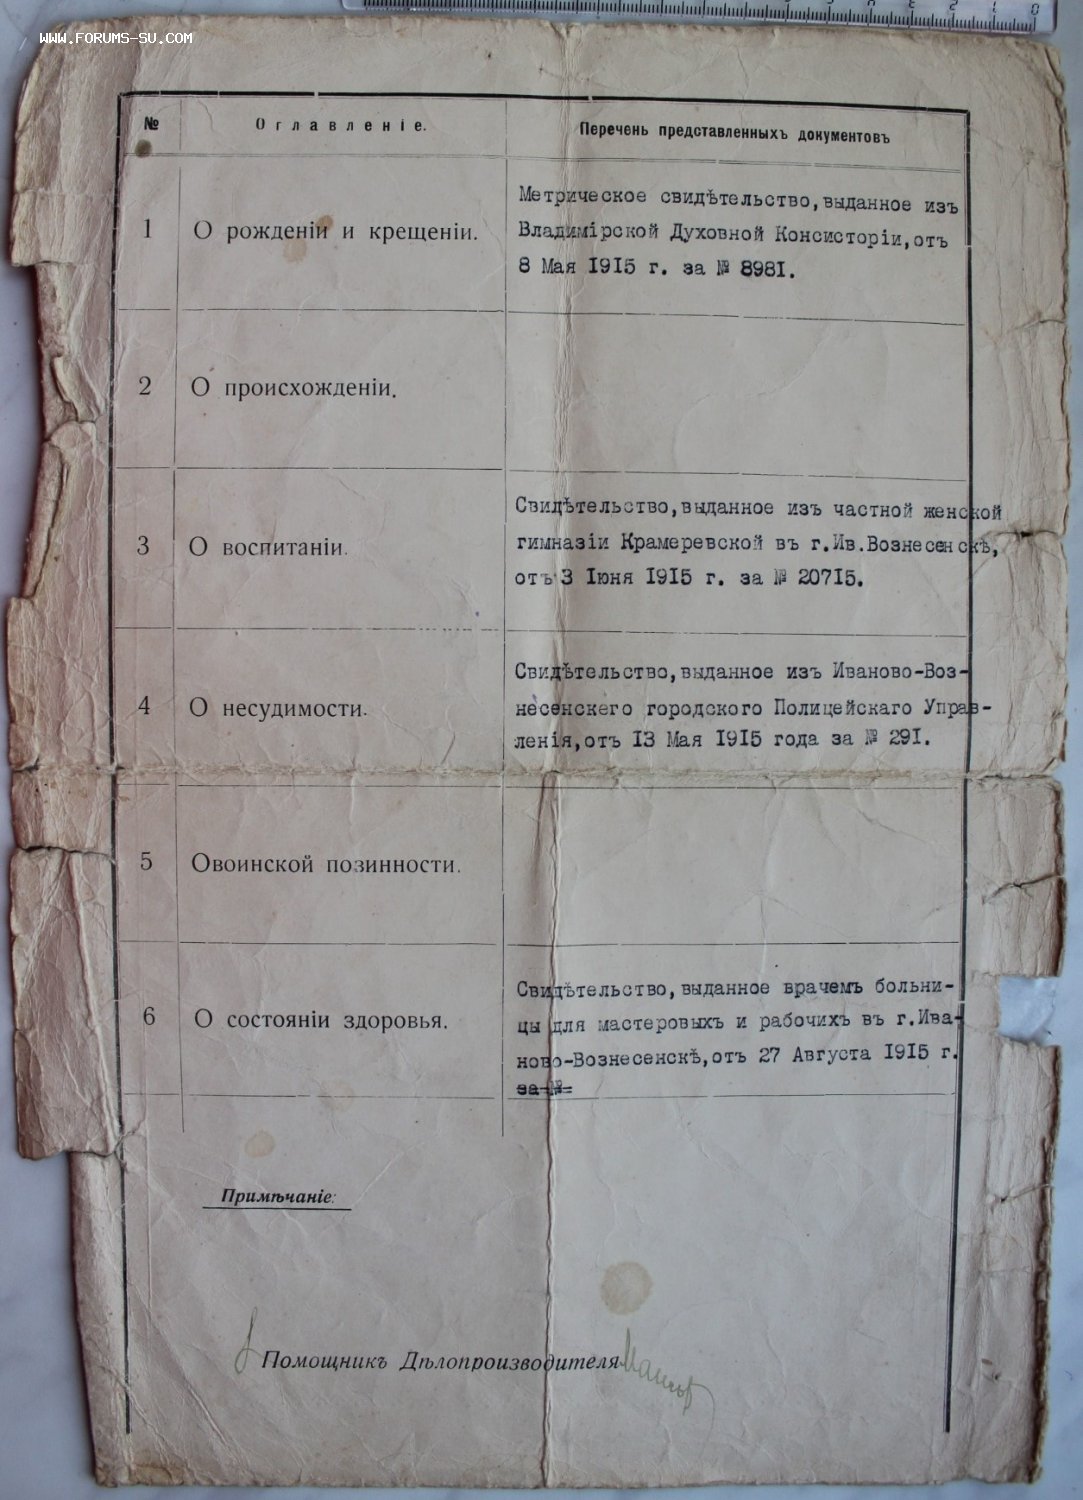 WWW.FORUMS-SU.COM
№ Оглавленіе. Перечень представленныхъ документовъ
1 О рожденіи и крещеніи.
Метрическое свидѣтельство,выданное изъ
Владимірской Духовной Консисторіи,отъ
8 Мая 1915 г. за № 8981.
2 О происхожденіи.
3 О воспитаніи.
Свидѣтельство,выданное изъ частной женской
гимназіи Крамеревской въ г.Ив.Вознесенскѣ,
отъ 3 Іюня 1915 г. за № 20715.
4 О несудимости.
Свидѣтельство,выданное изъ Иваново-Воз-
несенскего городского Полицейскаго Управ-
ленія,отъ 13 Мая 1915 года за № 291.
5 Овоинской позинности.
6 О состояніи здоровья.
Свидѣтельство,выданное врачемъ больни-
цы для мастеровыхъ и рабочихъ въ г.Ива-
ново-Вознесенскѣ,отъ 27 Августа 1915 г.
за №
Примѣчаніе:
Помощникъ Дѣлопроизводителя